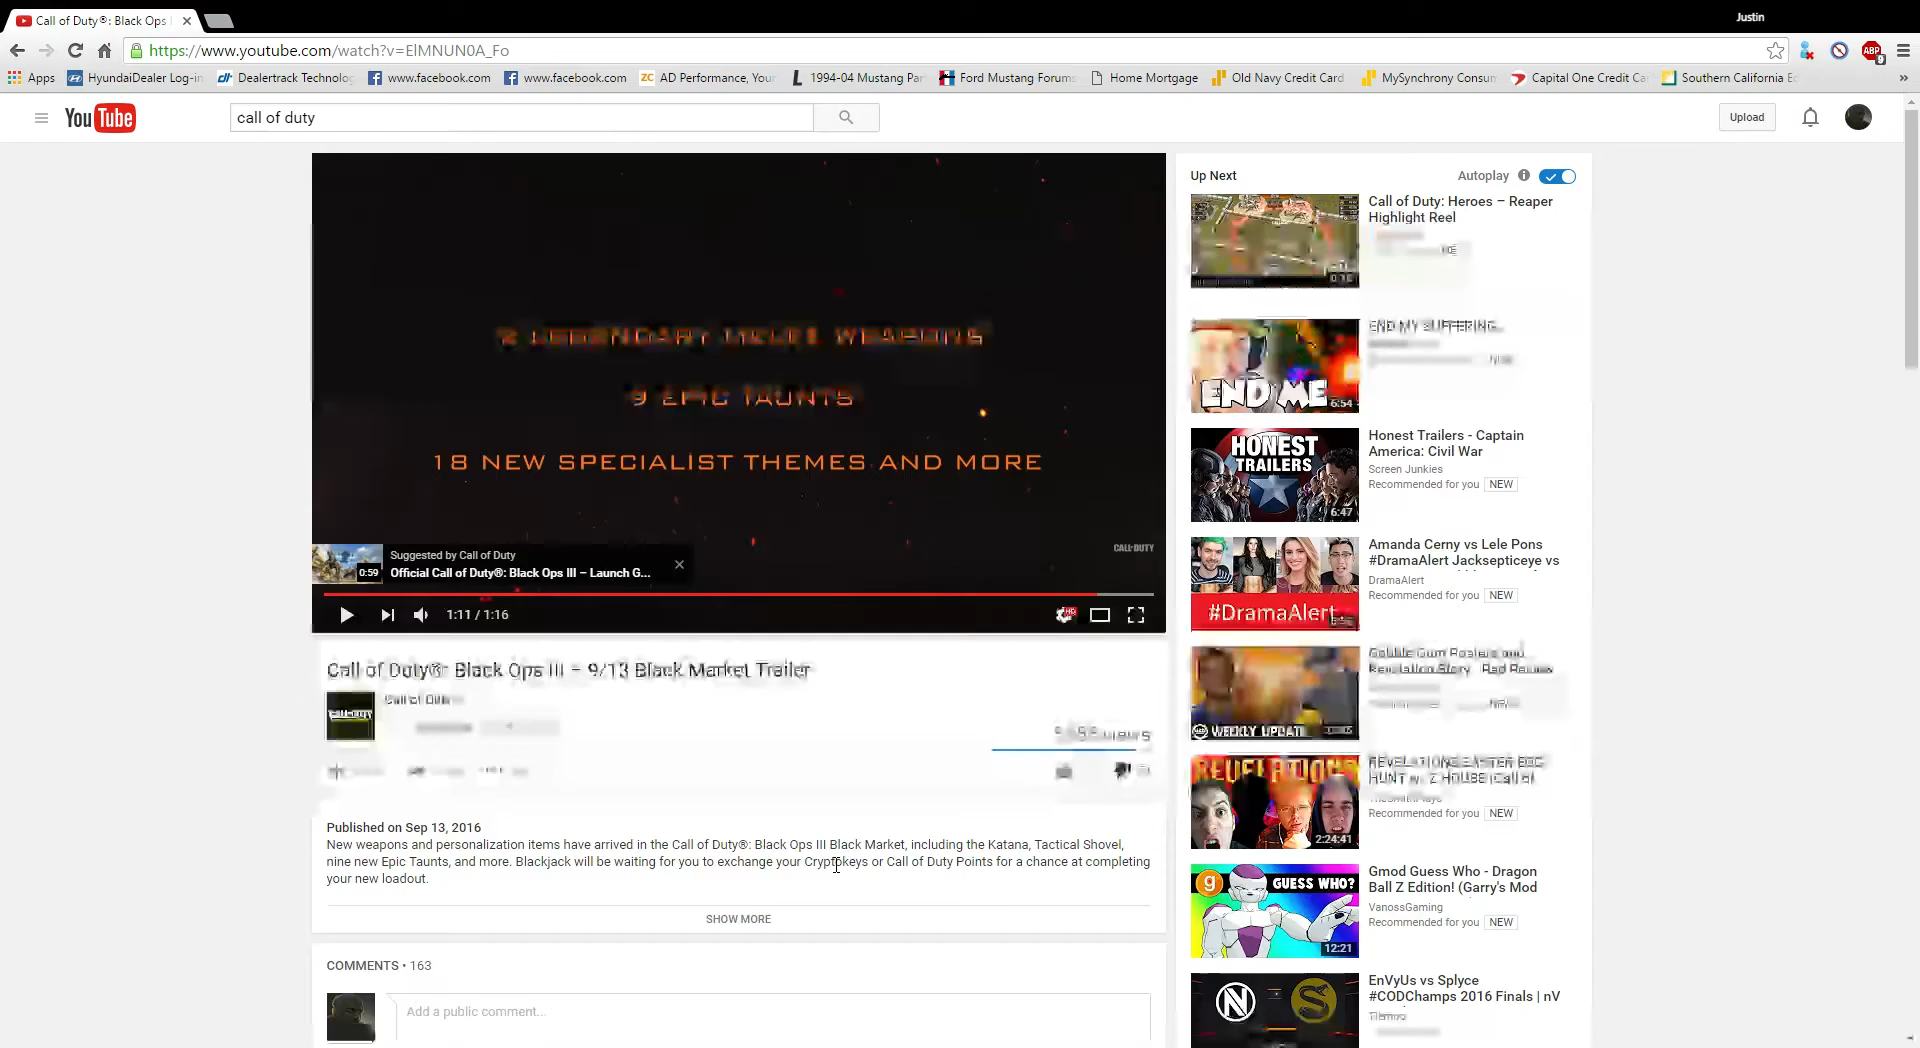 Call of Duty®: Black Ops
Justin
https://www.youtube.com/watch?v=ElMNUN0A_Fo
ABP
9
Apps
HyundaiDealer Log-in
Dealertrack Technolog
www.facebook.com
www.facebook.com
AD Performance, Your
1994-04 Mustang Par
Ford Mustang Forums
Home Mortgage
Old Navy Credit Card
MySynchrony Consum
Capital One Credit Ca
Southern California E
»
YouTube
call of duty
Upload
2 LEGENDARY MELEE WEAPONS
9 EPIC TAUNTS
18 NEW SPECIALIST THEMES AND MORE
CALL OF DUTY
0:59
Suggested by Call of Duty
Official Call of Duty®: Black Ops III – Launch G...
1:11 / 1:16
HD
Call of Duty®: Black Ops III – 9/13 Black Market Trailer
Call of Duty
Published on Sep 13, 2016
New weapons and personalization items have arrived in the Call of Duty®: Black Ops III Black Market, including the Katana, Tactical Shovel,
nine new Epic Taunts, and more. Blackjack will be waiting for you to exchange your Cryptokeys or Call of Duty Points for a chance at completing
your new loadout.
SHOW MORE
COMMENTS • 163
Add a public comment...
Up Next
Autoplay
Call of Duty: Heroes – Reaper
Highlight Reel
END MY SUFFERING...
END ME
6:54
HONEST
TRAILERS
6:47
Honest Trailers - Captain
America: Civil War
Screen Junkies
Recommended for you NEW
#DramaAlert
Amanda Cerny vs Lele Pons
#DramaAlert Jacksepticeye vs
DramaAlert
Recommended for you NEW
WEEKLY UPDATE
NEW
REVELATIONS
2:24:41
REVELATIONS EASTER EGG
Recommended for you NEW
g
GUESS WHO?
12:21
Gmod Guess Who - Dragon
Ball Z Edition! (Garry's Mod
VanossGaming
Recommended for you NEW
EnVyUs vs Splyce
#CODChamps 2016 Finals | nV